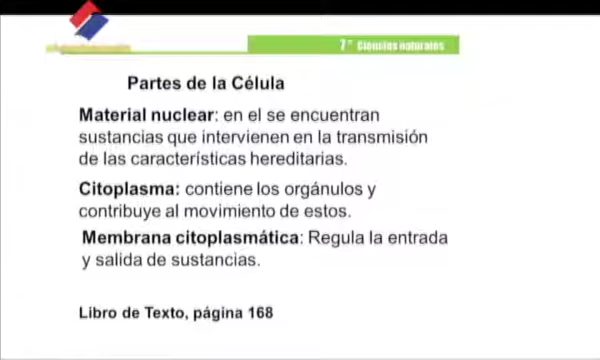 7º Ciencias naturales
Partes de la Célula
Material nuclear: en el se encuentran
sustancias que intervienen en la transmisión
de las características hereditarias.
Citoplasma: contiene los orgánulos y
contribuye al movimiento de estos.
Membrana citoplasmática: Regula la entrada
y salida de sustancias.
Libro de Texto, página 168